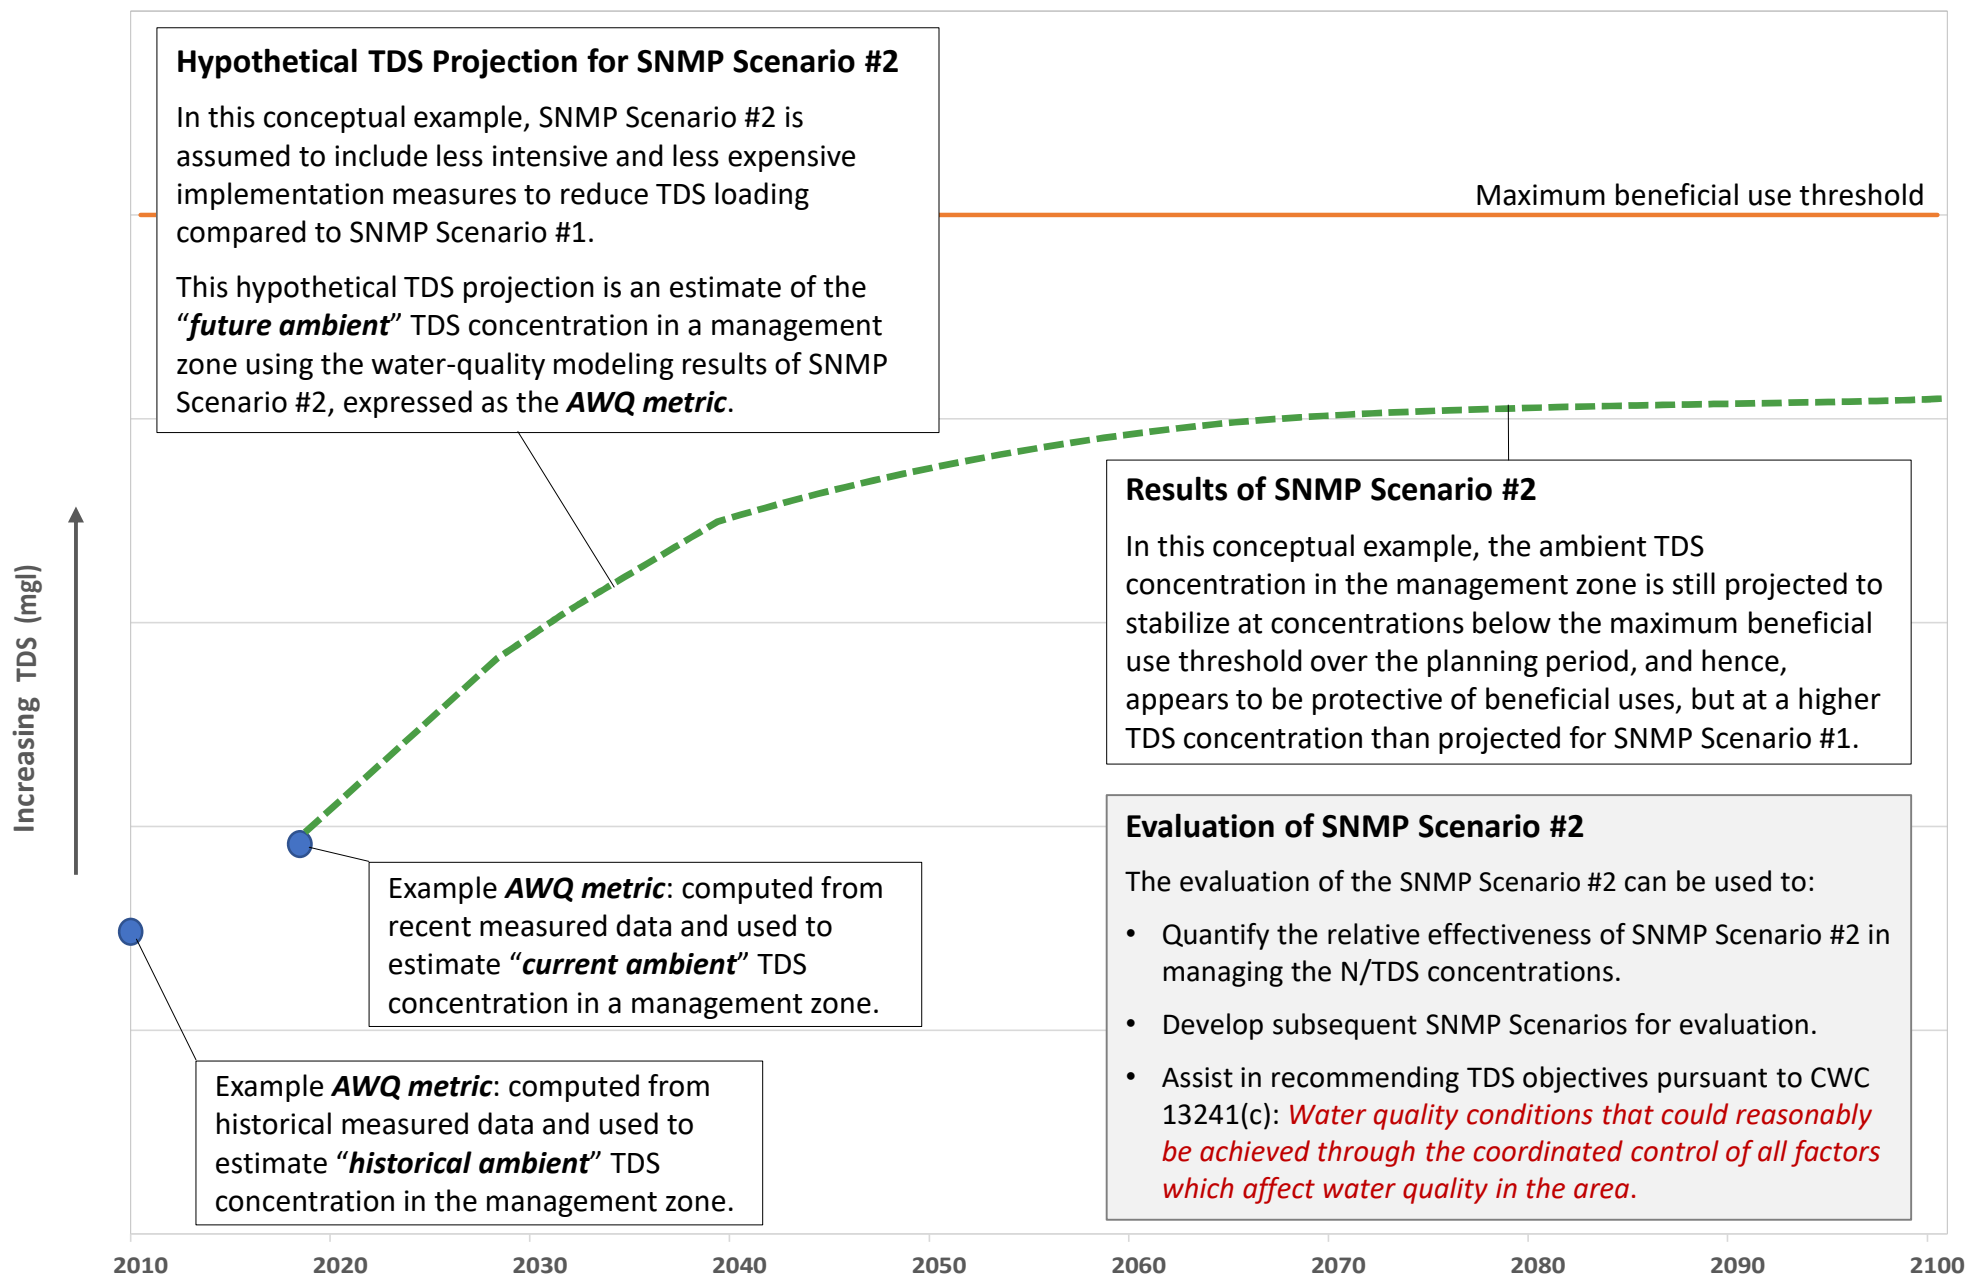 Hypothetical TDS Projection for SNMP Scenario #2
In this conceptual example, SNMP Scenario #2 is
assumed to include less intensive and less expensive
implementation measures to reduce TDS loading
compared to SNMP Scenario #1.
This hypothetical TDS projection is an estimate of the
“future ambient” TDS concentration in a management
zone using the water-quality modeling results of SNMP
Scenario #2, expressed as the AWQ metric.
Maximum beneficial use threshold
Results of SNMP Scenario #2
In this conceptual example, the ambient TDS
concentration in the management zone is still projected to
stabilize at concentrations below the maximum beneficial
use threshold over the planning period, and hence,
appears to be protective of beneficial uses, but at a higher
TDS concentration than projected for SNMP Scenario #1.
Increasing TDS (mgl)
Evaluation of SNMP Scenario #2
The evaluation of the SNMP Scenario #2 can be used to:
• Quantify the relative effectiveness of SNMP Scenario #2 in
managing the N/TDS concentrations.
• Develop subsequent SNMP Scenarios for evaluation.
• Assist in recommending TDS objectives pursuant to CWC
13241(c): Water quality conditions that could reasonably
be achieved through the coordinated control of all factors
which affect water quality in the area.
Example AWQ metric: computed from
recent measured data and used to
estimate “current ambient” TDS
concentration in a management zone.
Example AWQ metric: computed from
historical measured data and used to
estimate “historical ambient” TDS
concentration in the management zone.
2010 2020 2030 2040 2050 2060 2070 2080 2090 2100